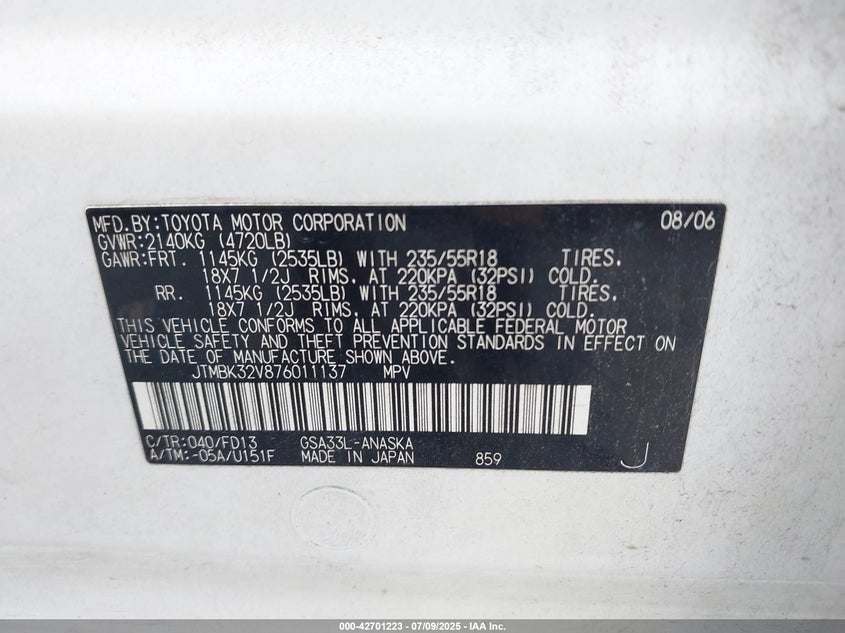 MFD.BY:TOYOTA MOTOR CORPORATION 08/06
GVWR:2140KG (4720LB)
GAWR:FRT. 1145KG (2535LB) WITH 235/55R18 TIRES,
18X7 1/2J RIMS, AT 220KPA (32PSI) COLD.
RR. 1145KG (2535LB) WITH 235/55R18 TIRES,
18X7 1/2J RIMS, AT 220KPA (32PSI) COLD.
THIS VEHICLE CONFORMS TO ALL APPLICABLE FEDERAL MOTOR
VEHICLE SAFETY AND THEFT PREVENTION STANDARDS IN EFFECT ON
THE DATE OF MANUFACTURE SHOWN ABOVE.
JTMBK32V876011137 MPV
C/TR:040/FD13 GSA33L-ANASKA
A/TM:-05A/U151F MADE IN JAPAN 859 J
000-42701223 - 07/09/2025 - IAA Inc.